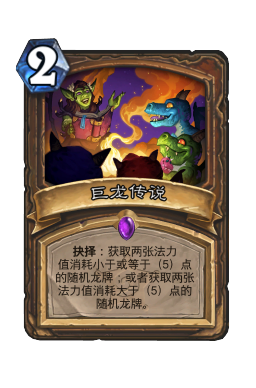 2
巨龙传说
抉择：获取两张法力
值消耗小于或等于（5）点
的随机龙牌；或者获取两张
法力值消耗大于（5）点的
随机龙牌。